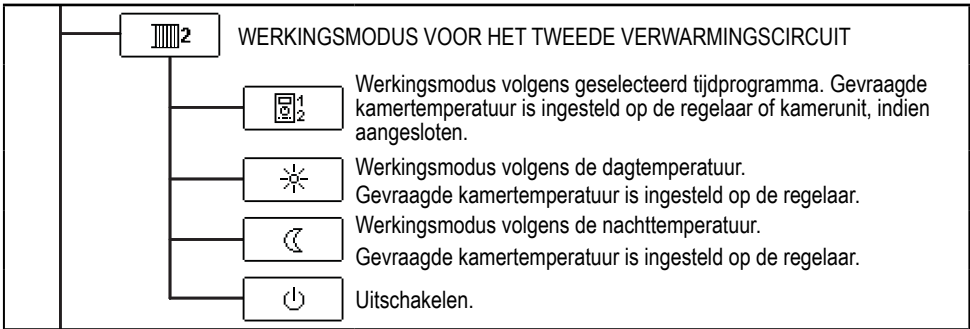 2 WERKINGSMODUS VOOR HET TWEEDE VERWARMINGSCIRCUIT
Werkingsmodus volgens geselecteerd tijdprogramma. Gevraagde
1
2
kamertemperatuur is ingesteld op de regelaar of kamerunit, indien
aangesloten.
Werkingsmodus volgens de dagtemperatuur.
Gevraagde kamertemperatuur is ingesteld op de regelaar.
Werkingsmodus volgens de nachttemperatuur.
Gevraagde kamertemperatuur is ingesteld op de regelaar.
Uitschakelen.